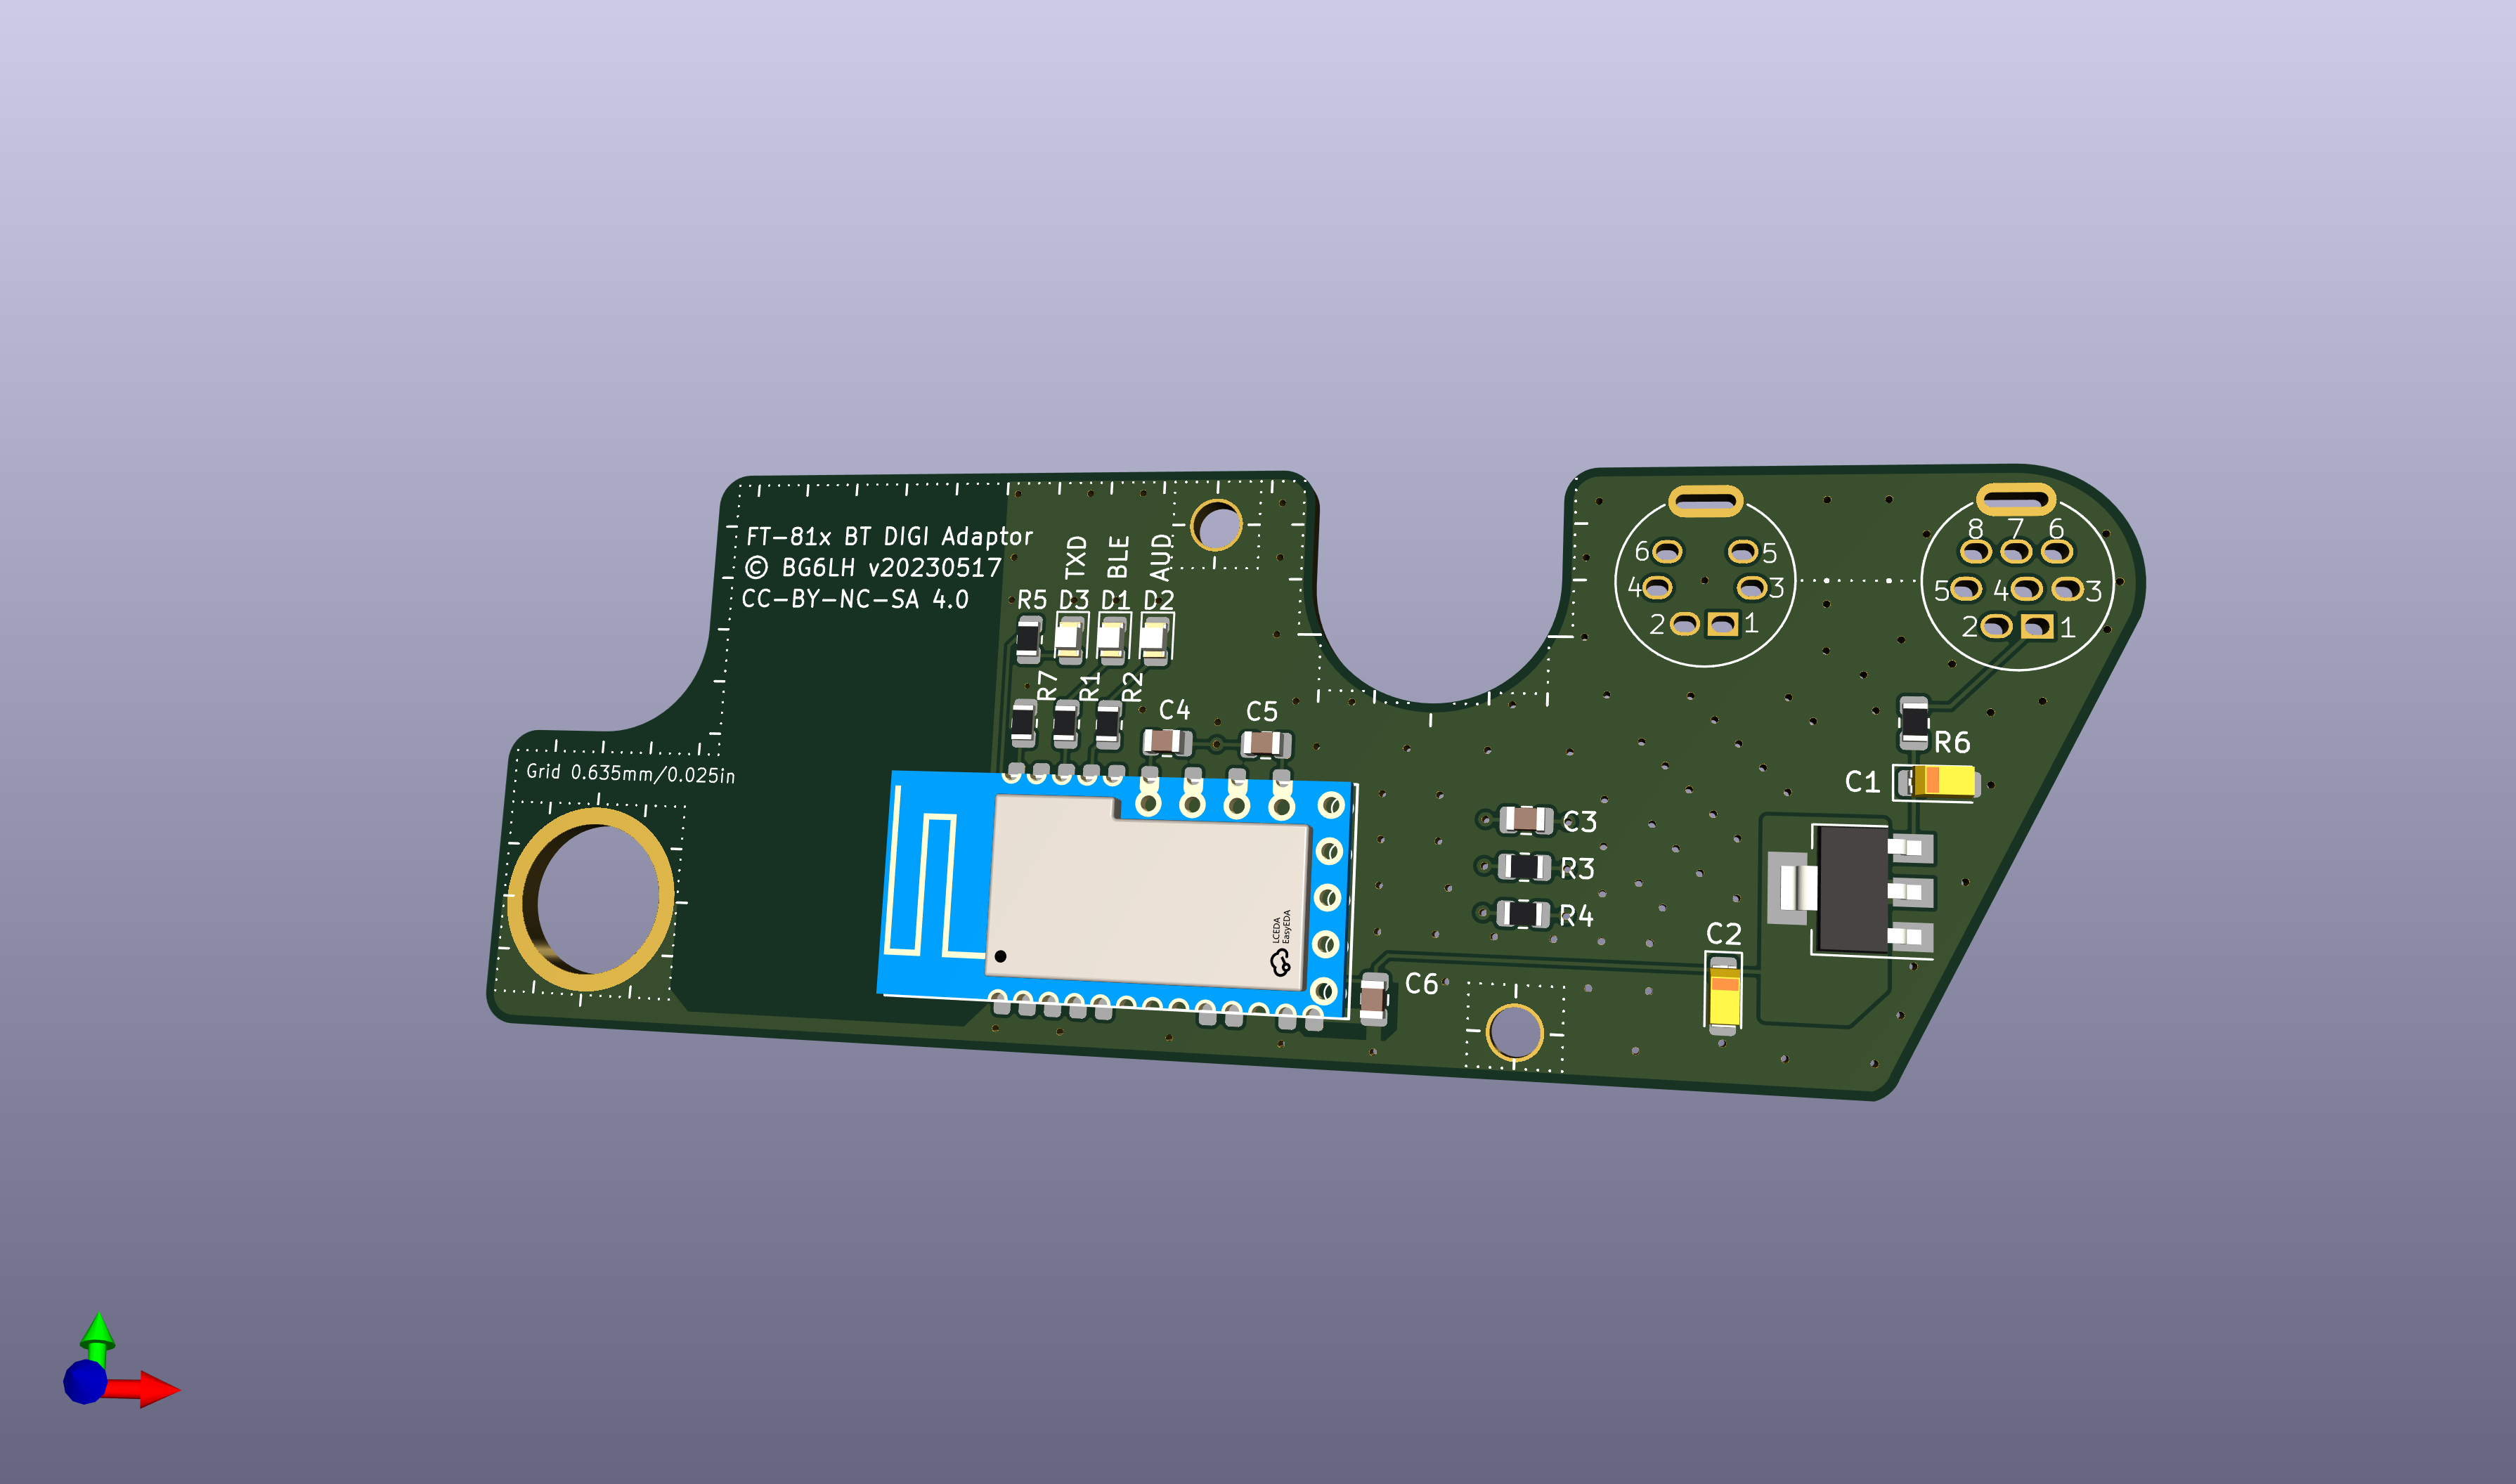 FT-81x BT DIGI Adaptor
© BG6LH v20230517
CC-BY-NC-SA 4.0
TXD
BLE
AUD
R5 D3 D1 D2
R7
R1
R2
C4
C5
Grid 0.635mm/0.025in
6 5
4 3
2 1
8 7 6
5 4 3
2 1
R6
C1
C3
R3
R4
C2
C6
LCEDA
EasyEDA